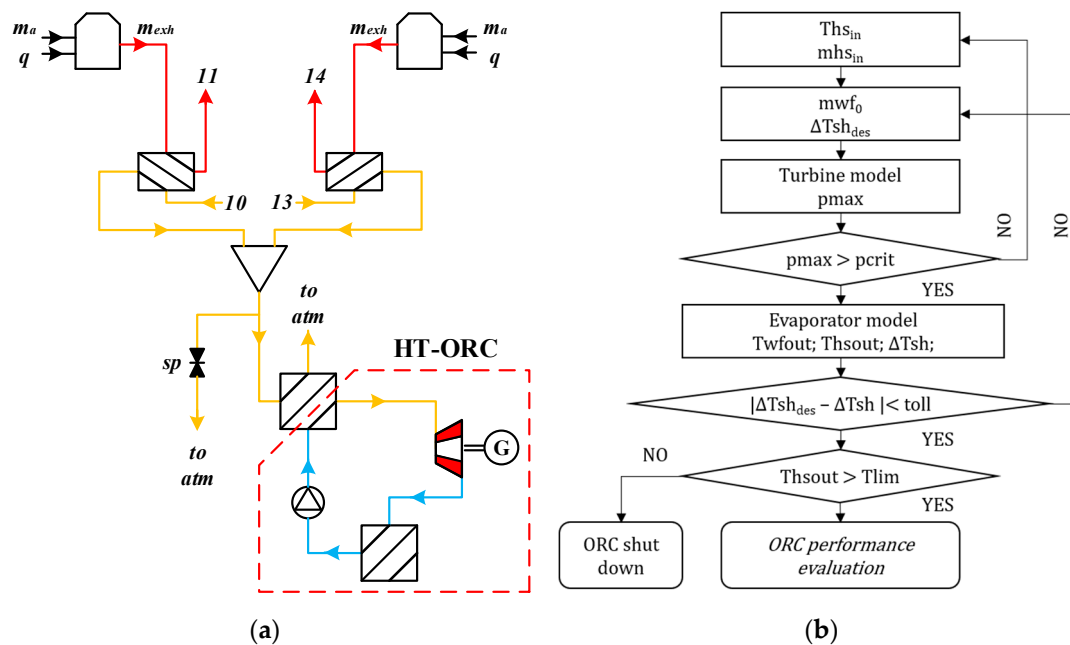 mₐ
q
mₑₓₕ
mₑₓₕ
mₐ
q
11
14
10
13
sp
to
atm
to
atm
HT-ORC
G
(a)
Thsᵢₙ
mhsᵢₙ
mwf₀
ΔTsh_des
Turbine model
pmax
NO
NO
pmax > pcrit
YES
Evaporator model
Twfout; Thsout; ΔTsh;
|ΔTsh_des – ΔTsh |< toll
YES
NO
Thsout > Tlim
YES
ORC shut
down
ORC performance
evaluation
(b)